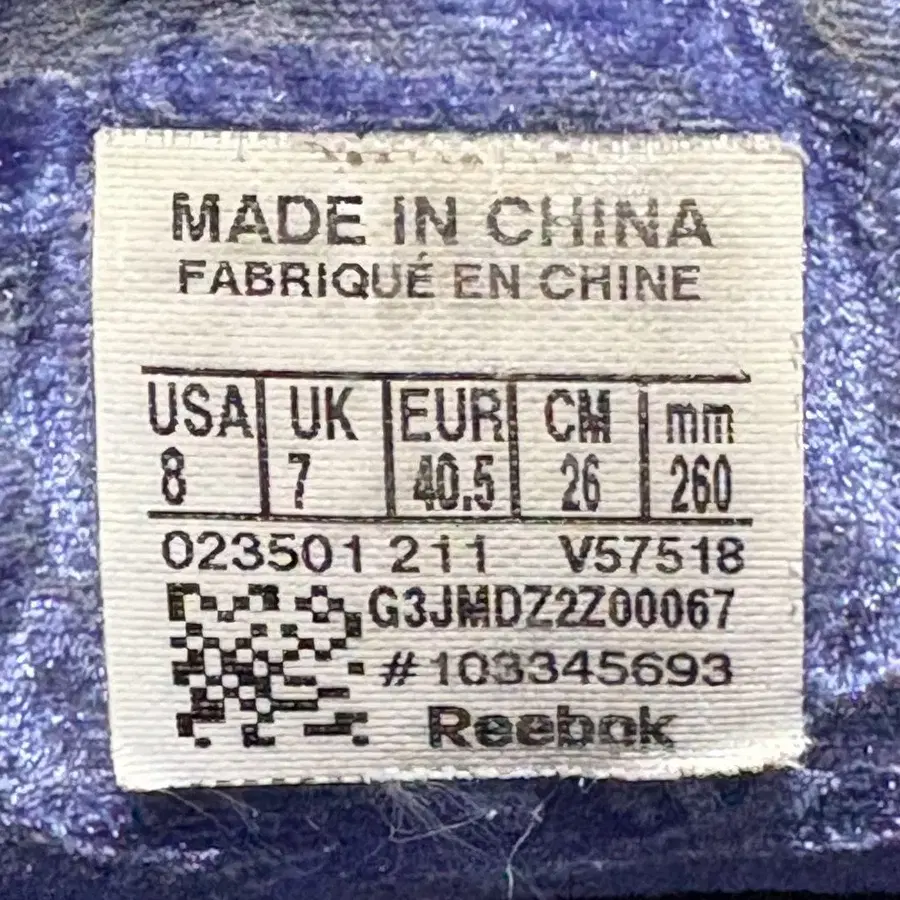 MADE IN CHINA
FABRIQUÉ EN CHINE
USA UK EUR CM mm
8 7 40.5 26 260
023501 211 V57518
G3JMDZ2Z00067
#103345693
Reebok